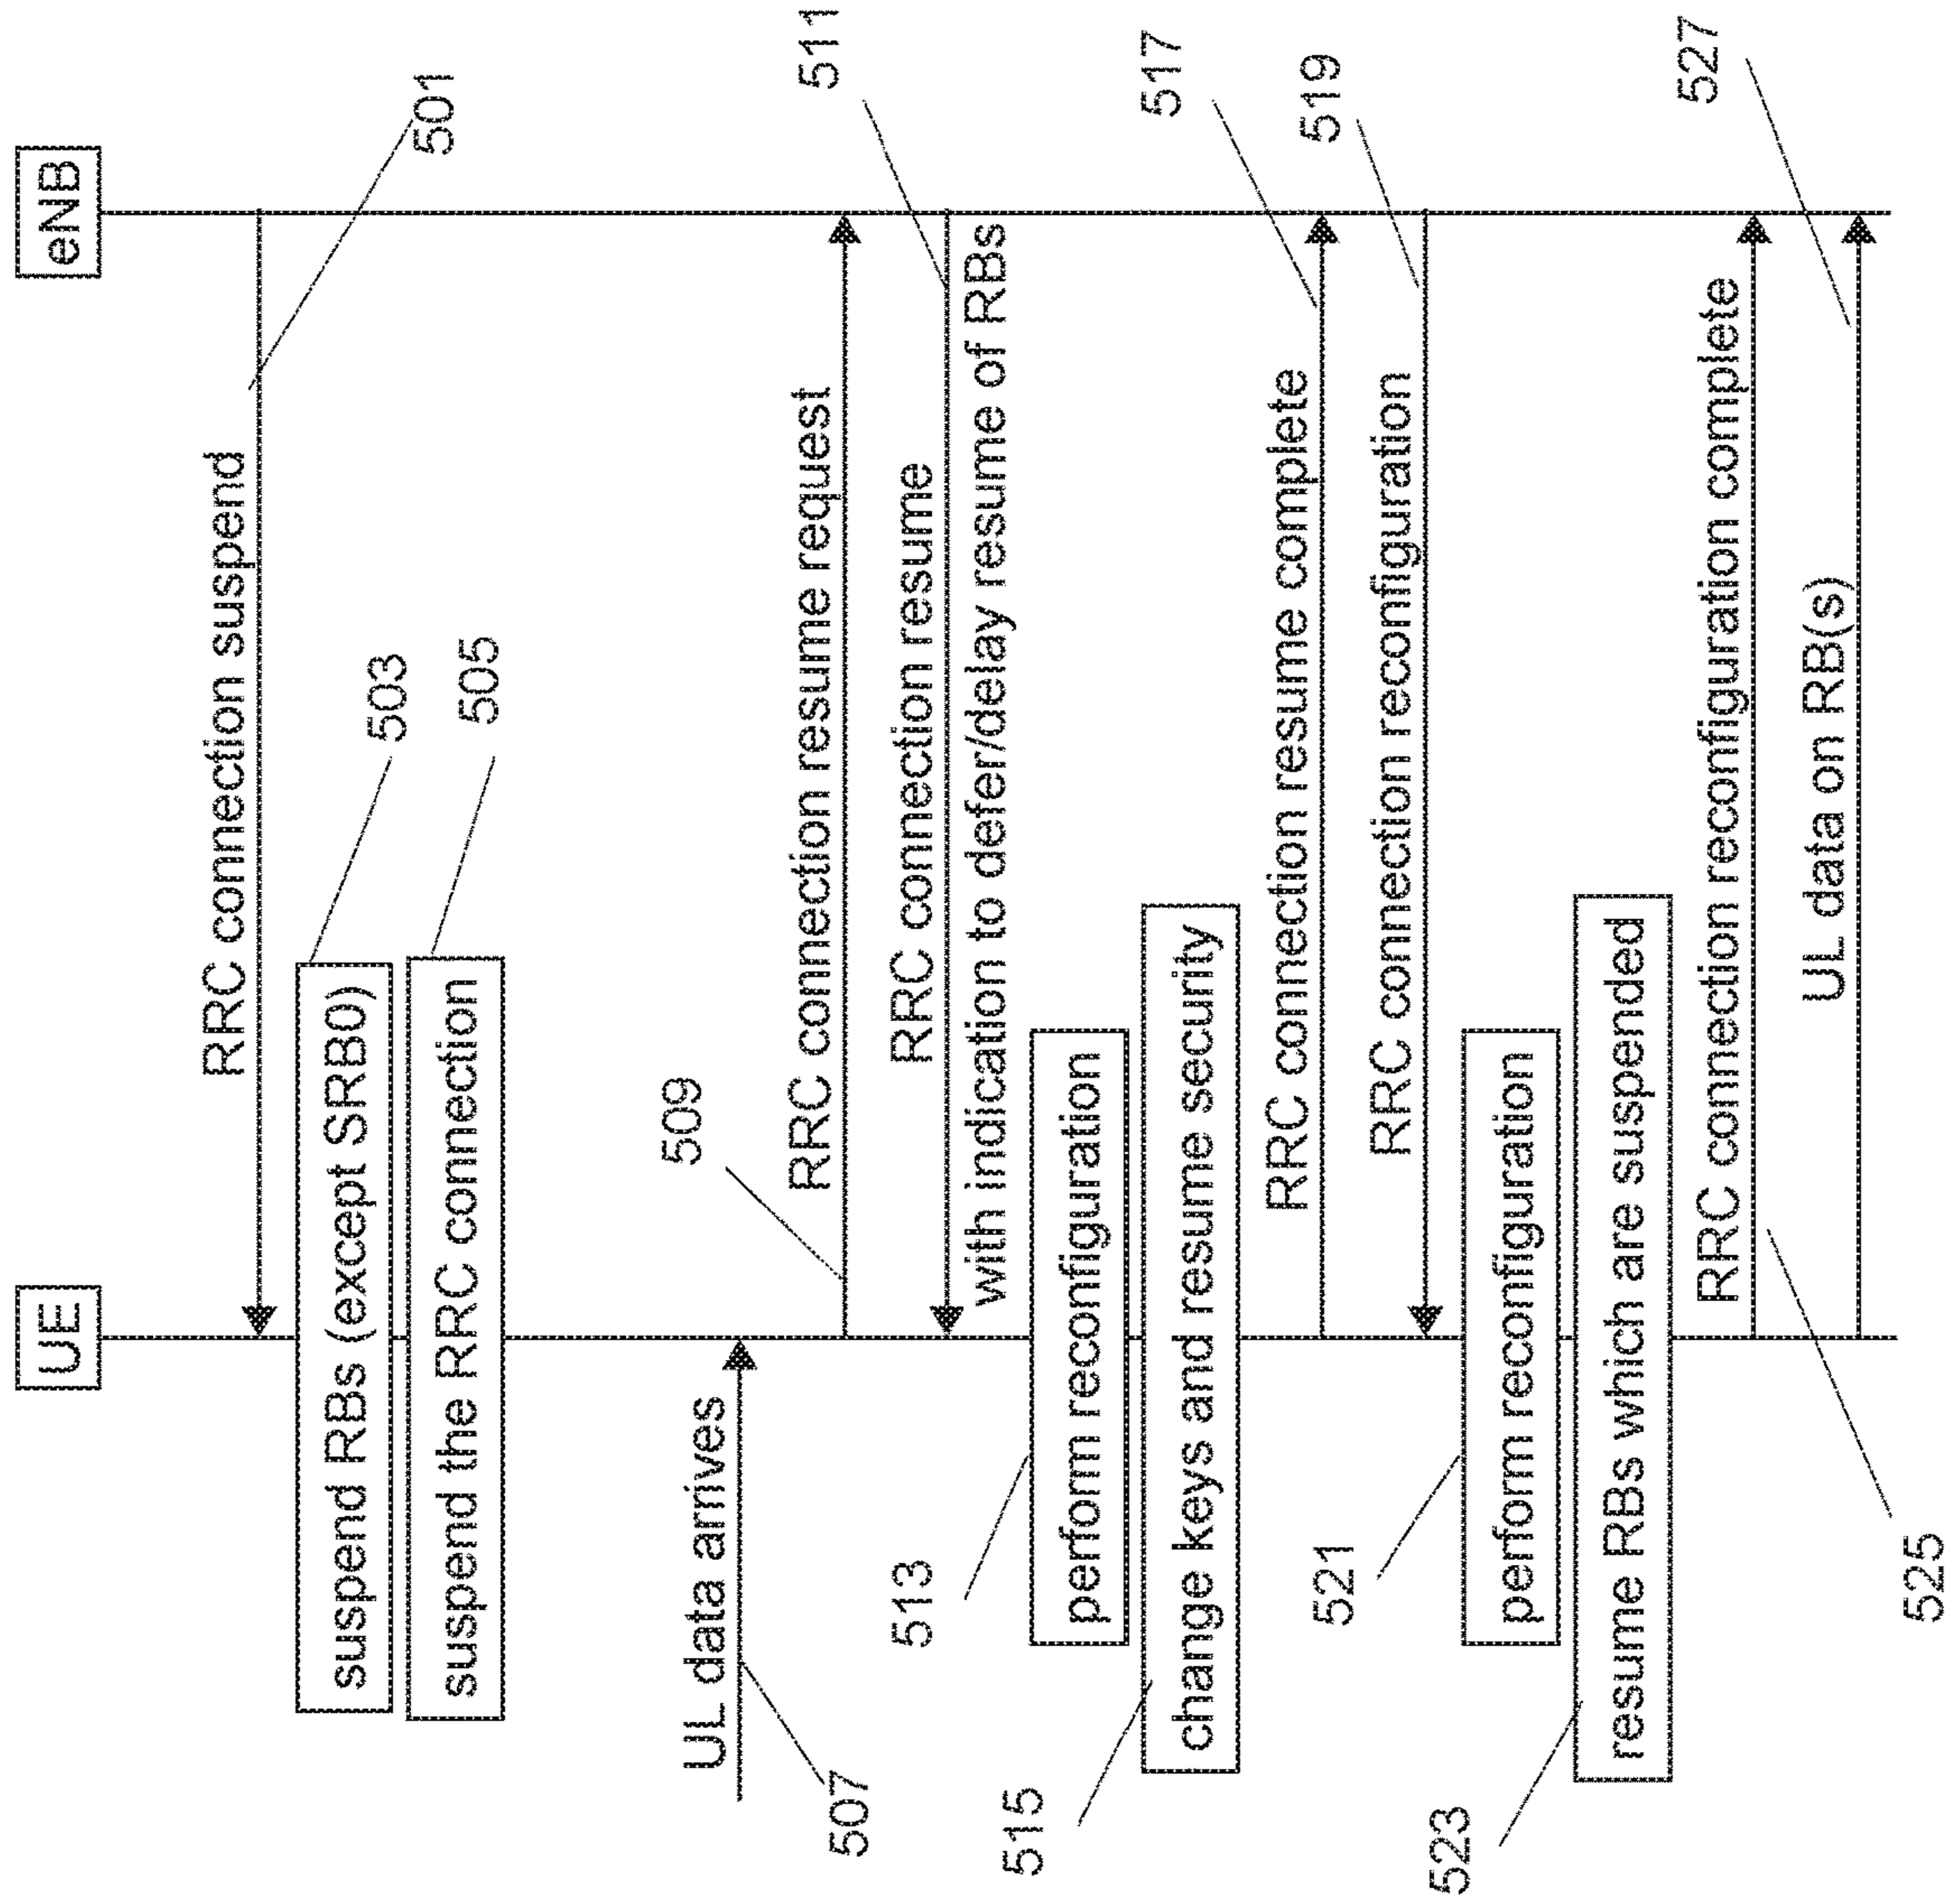 UE
eNB
RRC connection suspend
501
suspend RBs (except SRB0)
503
suspend the RRC connection
505
UL data arrives
507
509
RRC connection resume request
RRC connection resume
511
with indication to defer/delay resume of RBs
513
perform reconfiguration
515
change keys and resume security
RRC connection resume complete
517
RRC connection reconfiguration
519
521
perform reconfiguration
523
resume RBs which are suspended
RRC connection reconfiguration complete
525
UL data on RB(s)
527